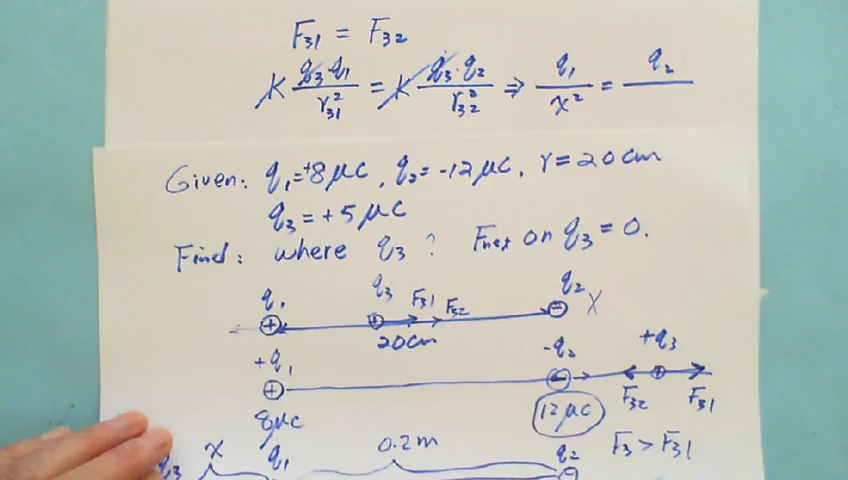 F31 = F32
K q3·q1 / r31² = K q3·q2 / r32² ⇒ q1 / x² = q2 /
Given: q1=+8μC, q2=-12μC, r=20cm
q3=+5μC
Find: where q3? Fnet on q3=0.
q1 q3 F31 F32 q2 X
+ + −
20cm
+q1 -q2 +q3
+ − +
8μC 12μC F32 F31
F3 > F31
q3 x q1 0.2m q2